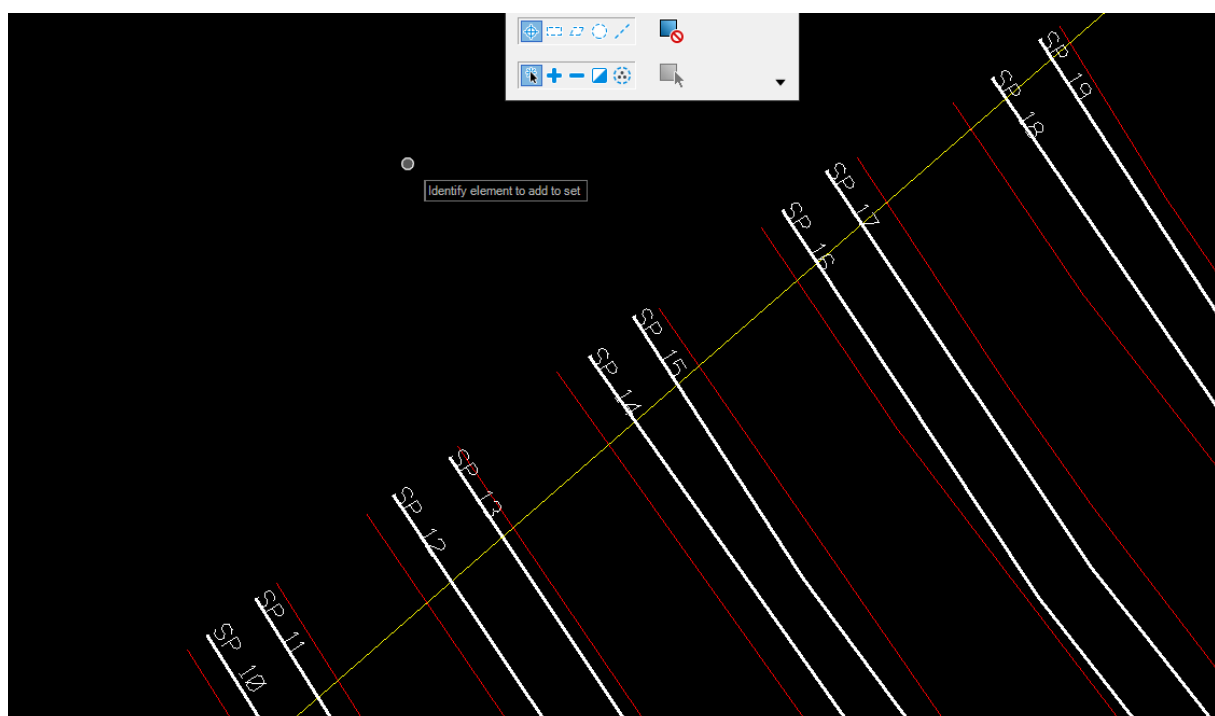 SP 19
SP 18
SP 17
Identify element to add to set
SP 16
SP 15
SP 14
SP 13
SP 12
SP 11
SP 10